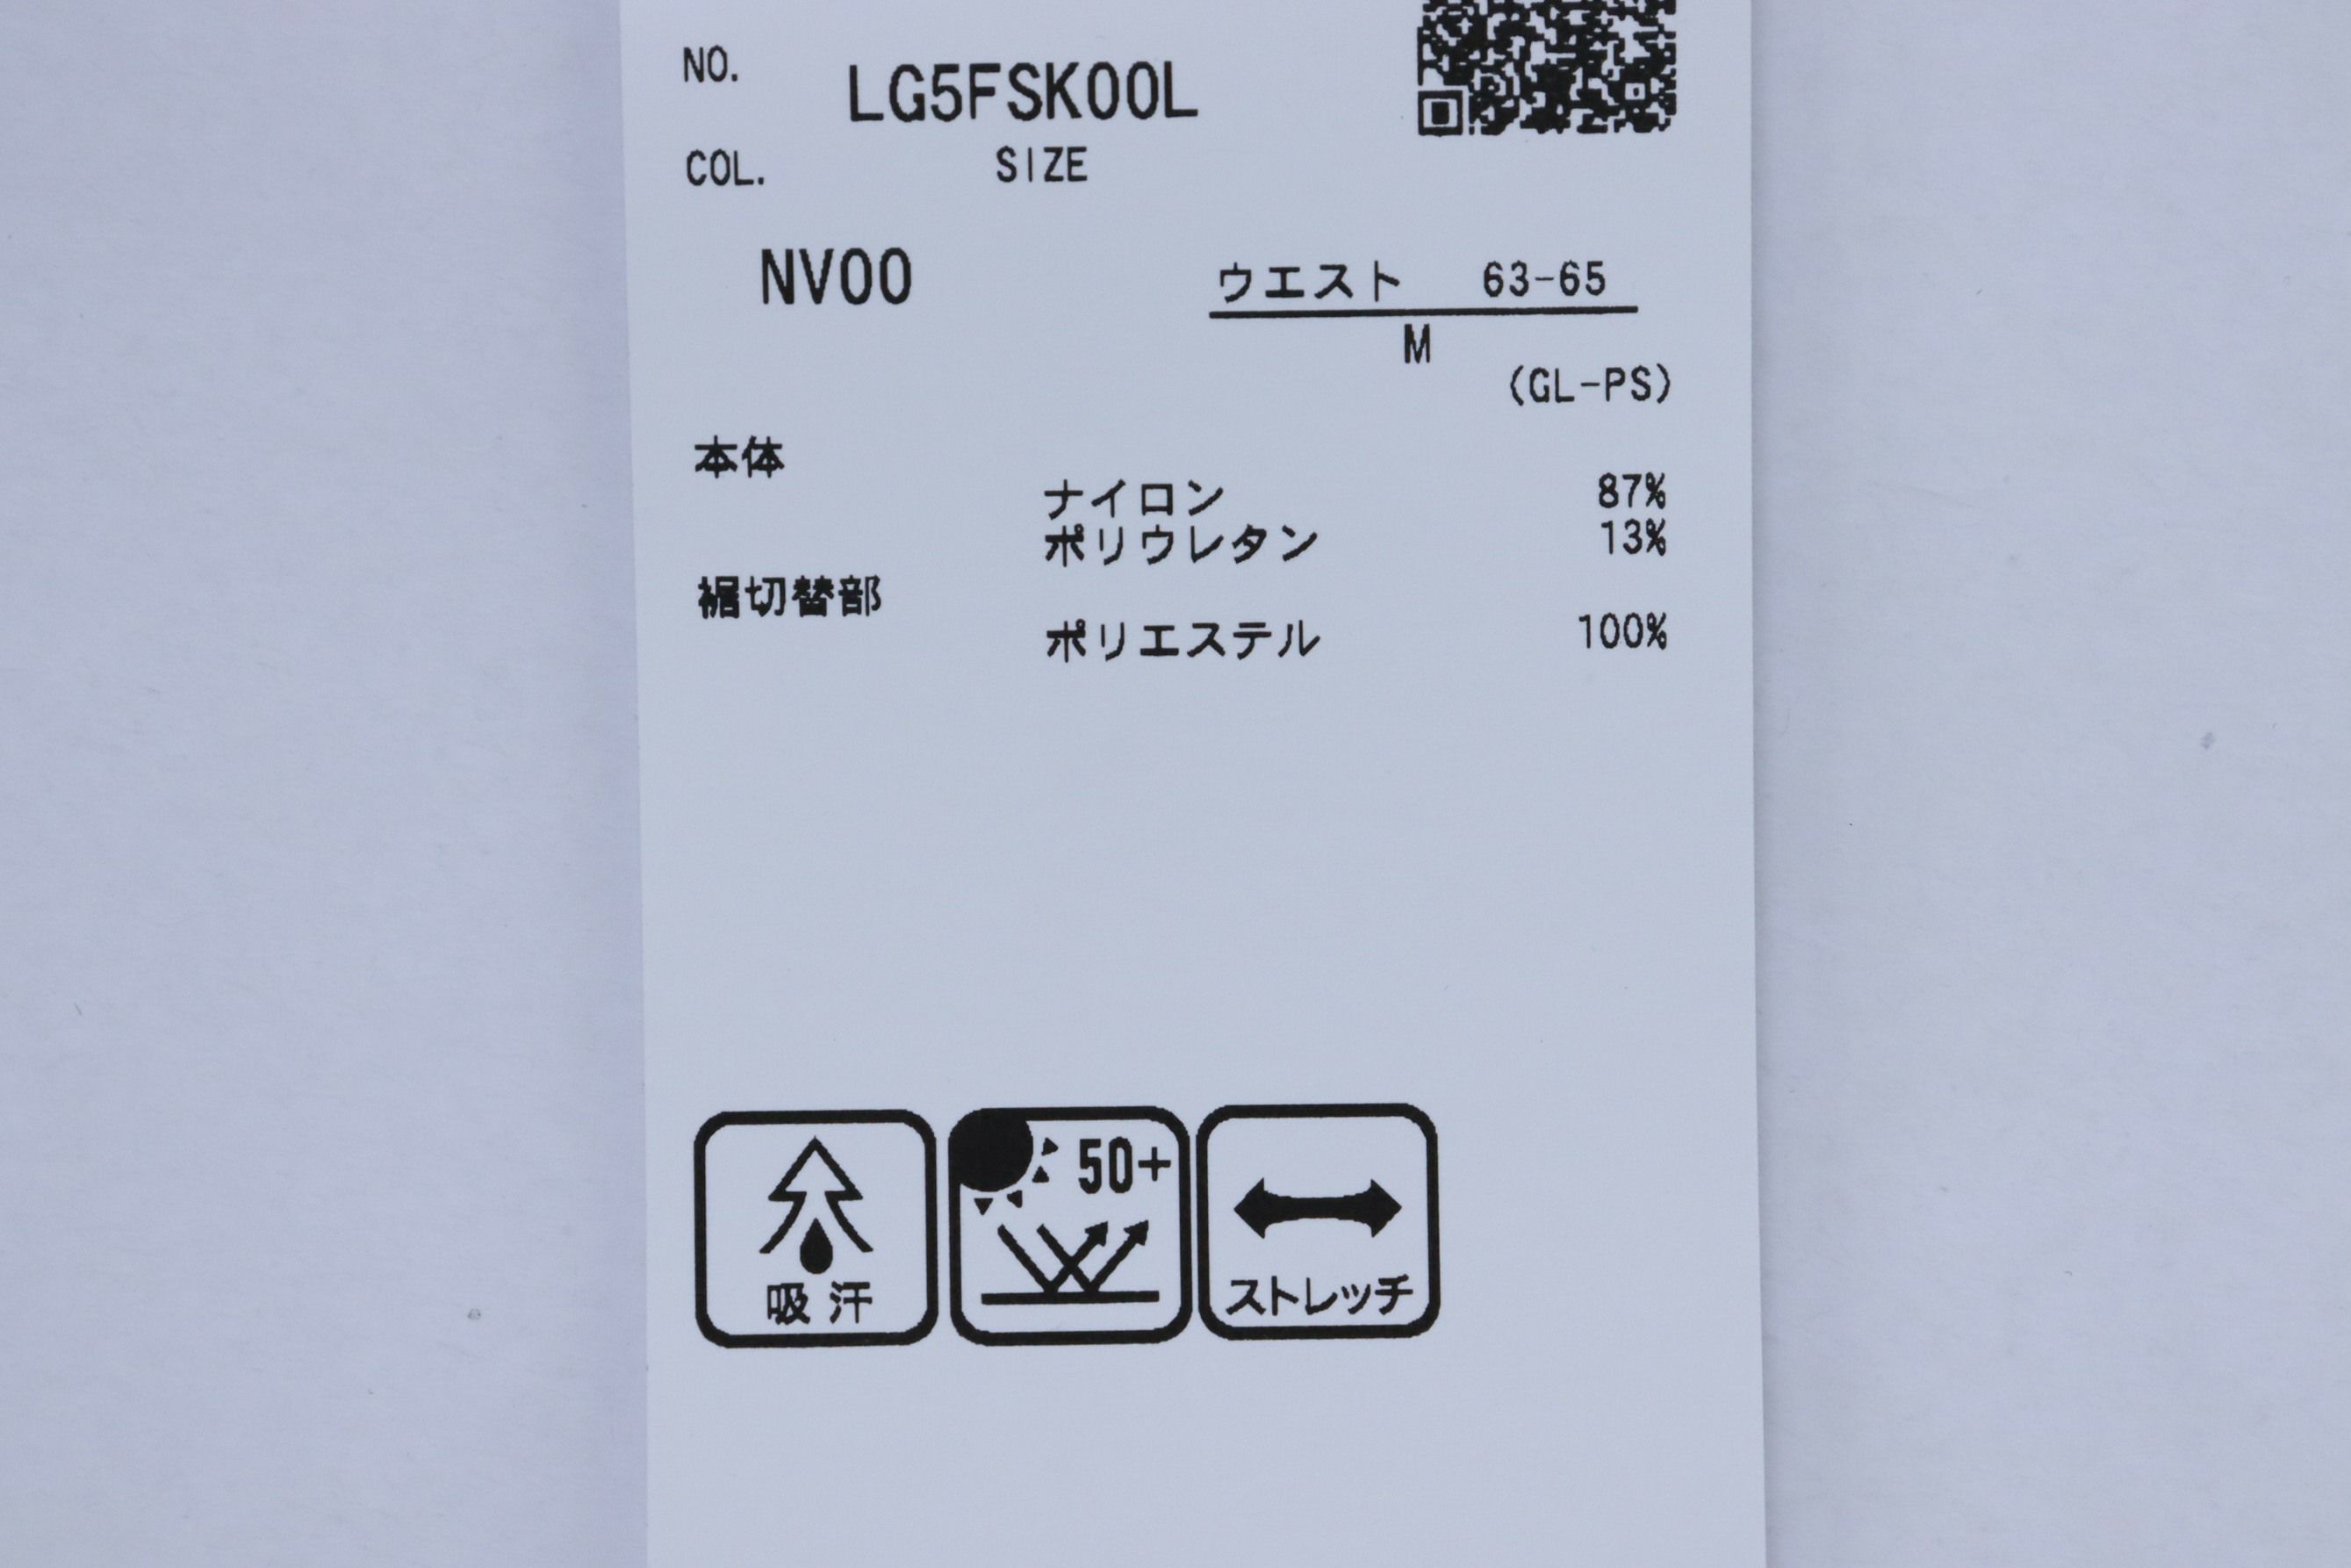 NO.
LG5FSK00L
COL. SIZE
NV00
ウエスト 63-65
M
(GL-PS)
本体
ナイロン 87%
ポリウレタン 13%
裾切替部
ポリエステル 100%
50+
吸汗
ストレッチ